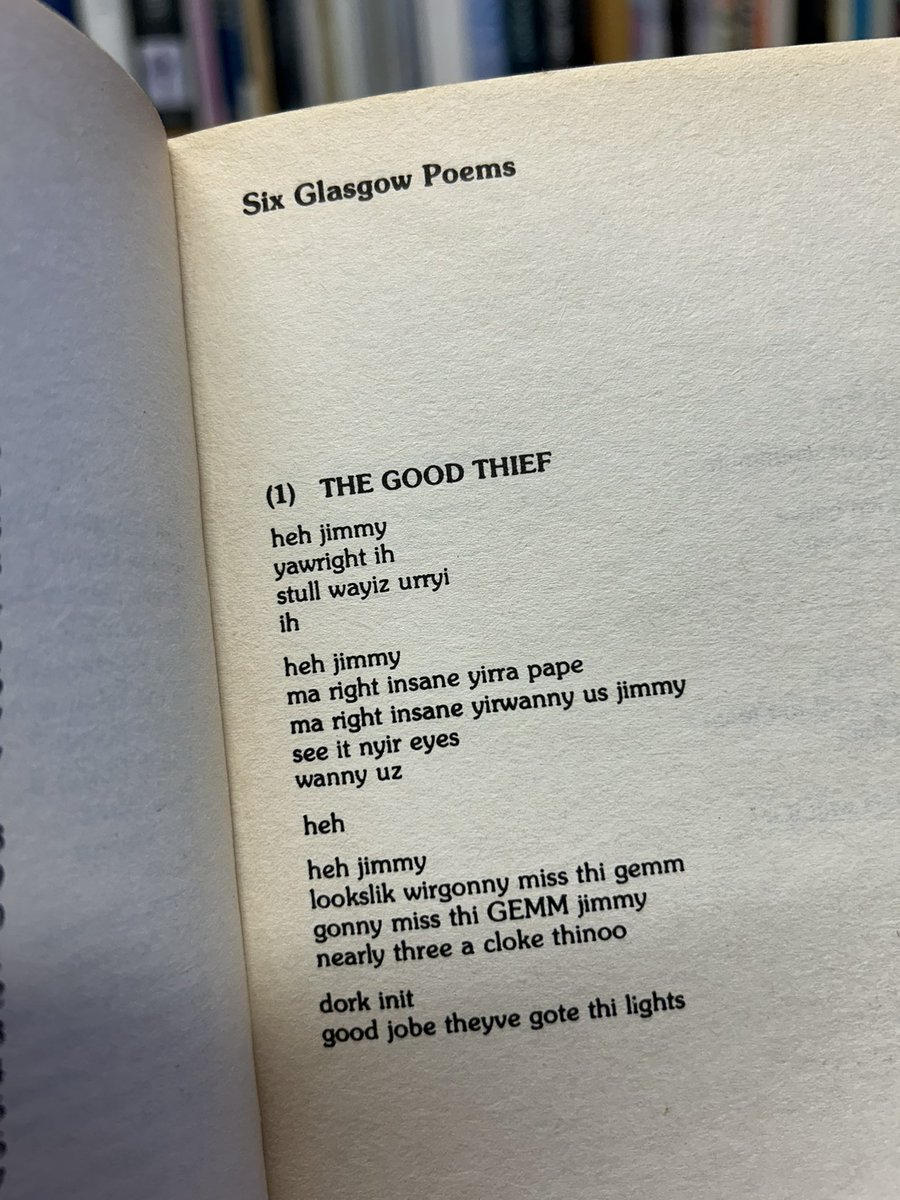 Six Glasgow Poems
(1) THE GOOD THIEF
heh jimmy
yawright ih
stull wayiz urryi
ih
heh jimmy
ma right insane yirra pape
ma right insane yirwanny us jimmy
see it nyir eyes
wanny uz
heh
heh jimmy
lookslik wirgonny miss thi gemm
gonny miss thi GEMM jimmy
nearly three a cloke thinoo
dork init
good jobe theyve gote thi lights